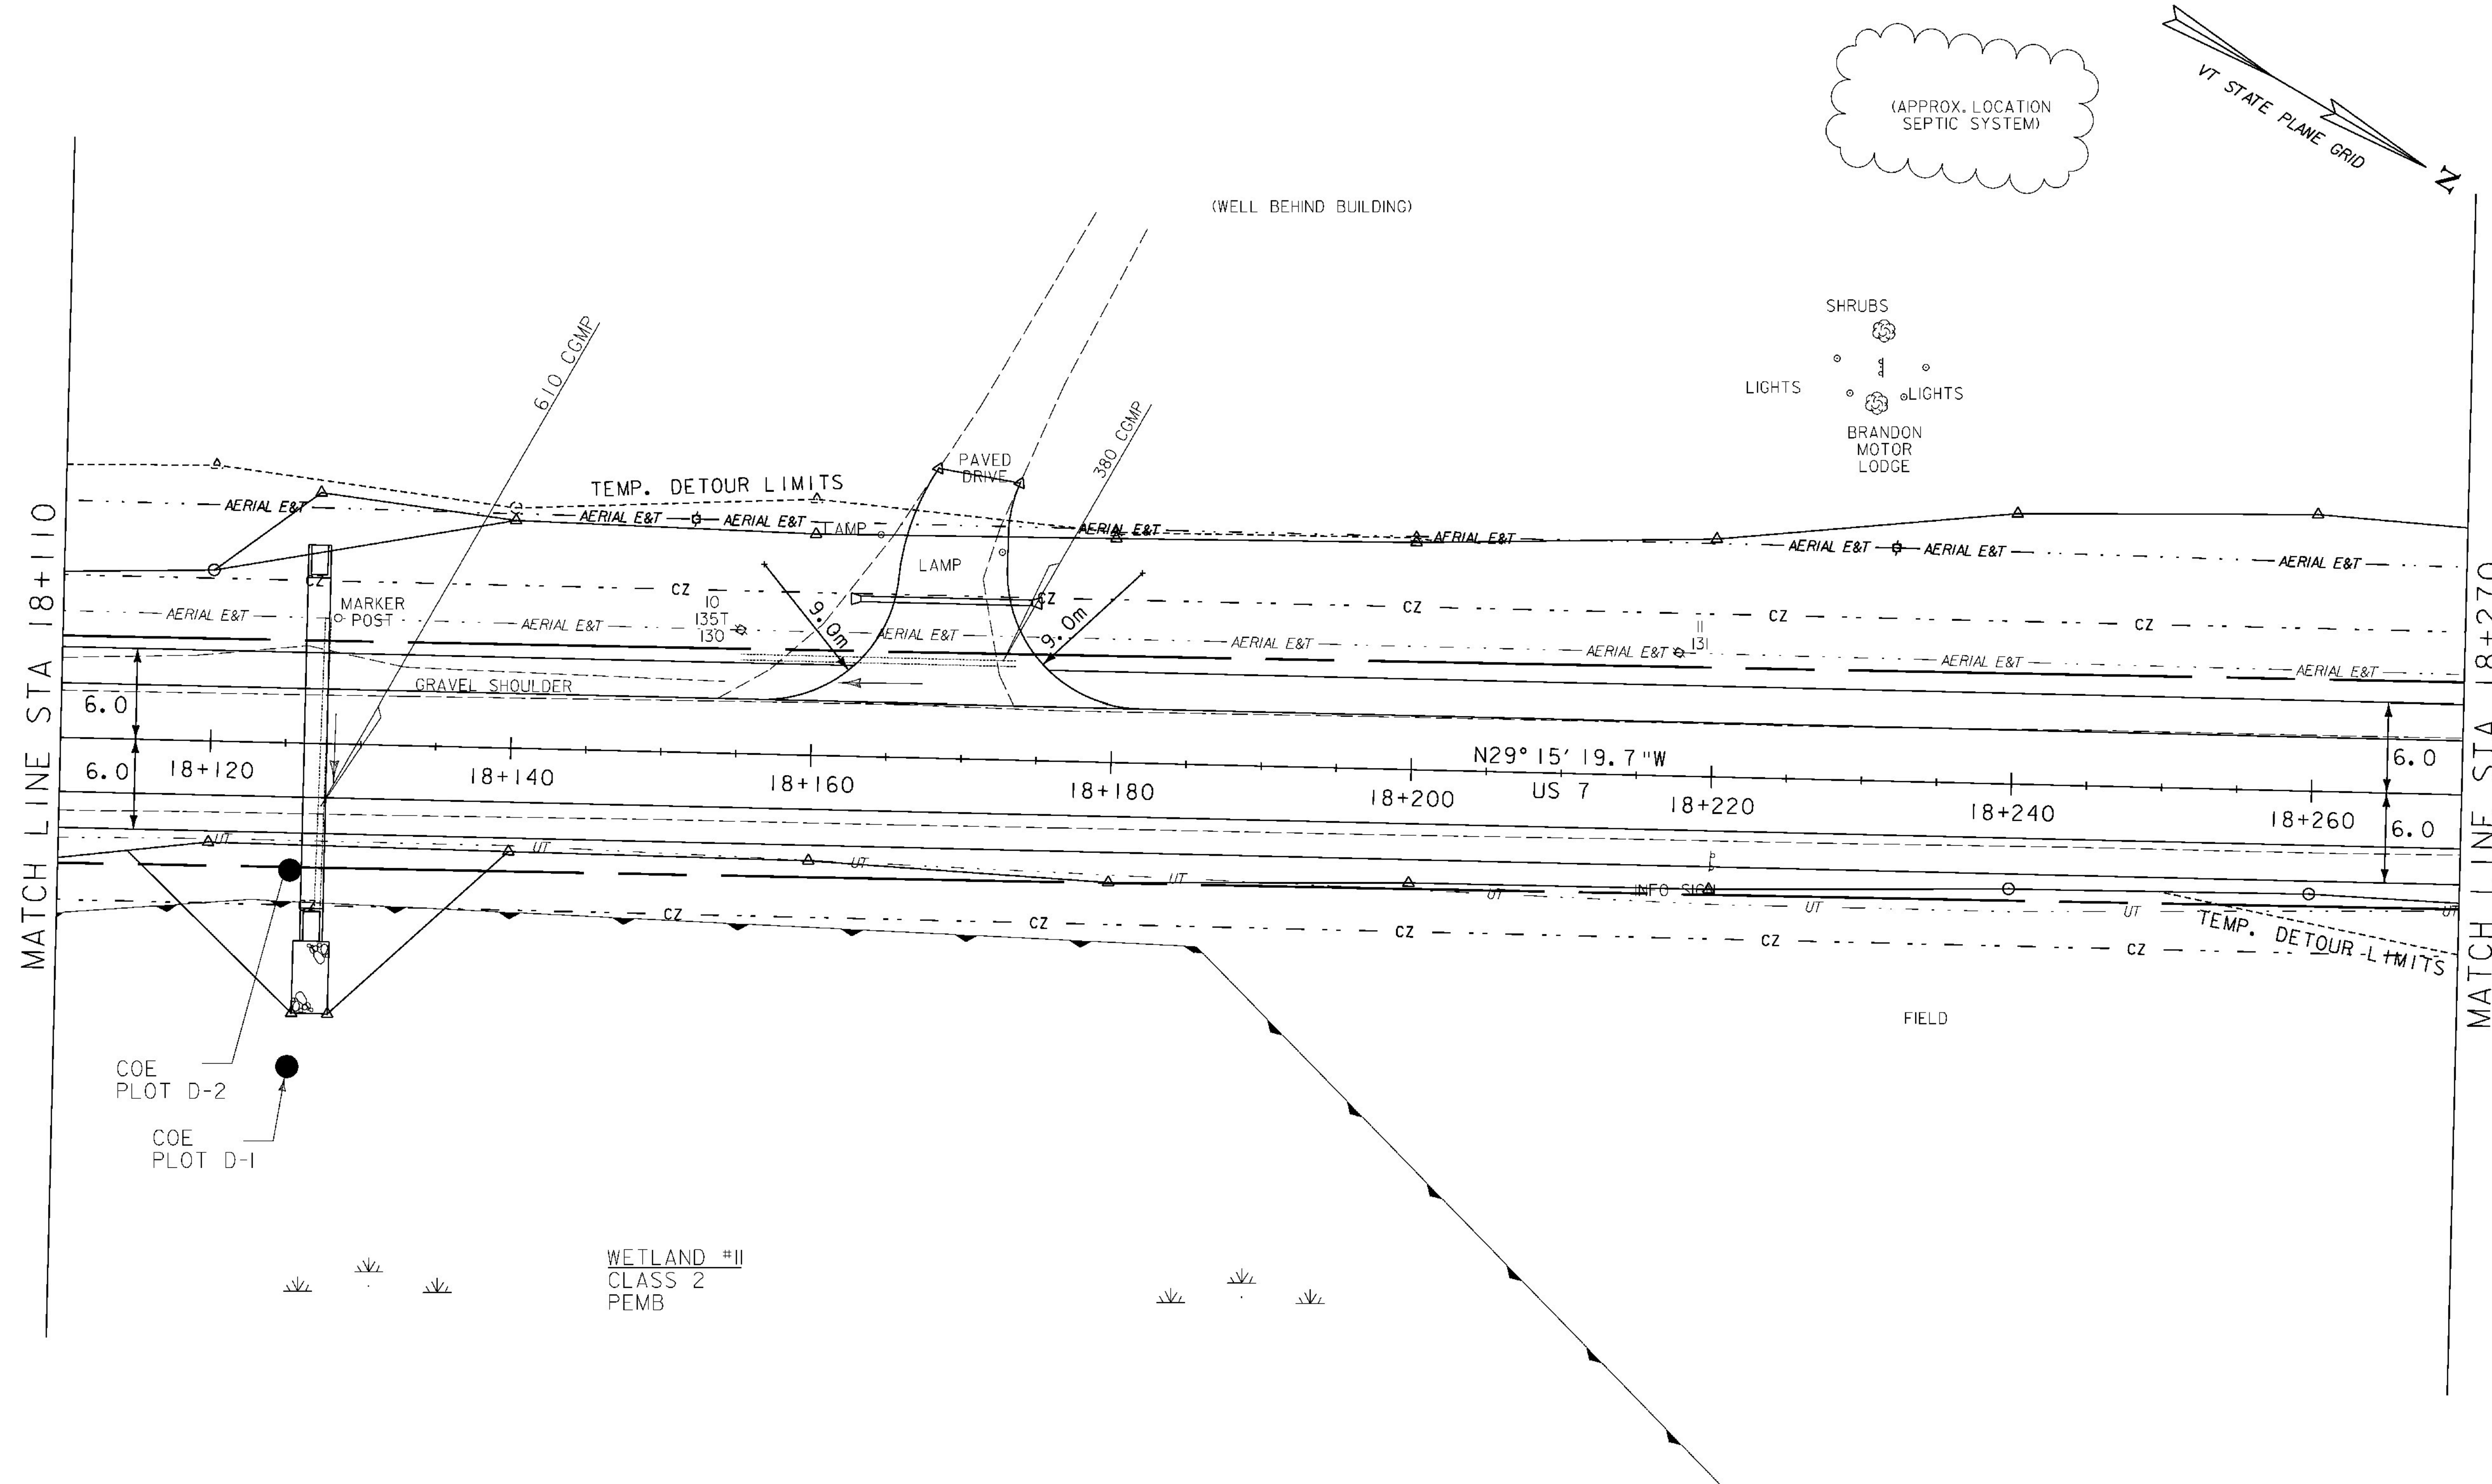 (APPROX. LOCATION
SEPTIC SYSTEM)
VT STATE PLANE GRID
N
(WELL BEHIND BUILDING)
SHRUBS
LIGHTS
LIGHTS
BRANDON
MOTOR
LODGE
610 CGMP
380 CGMP
PAVED
DRIVE
TEMP. DETOUR LIMITS
AERIAL E&T
AERIAL E&T
AERIAL E&T
LAMP
AERIAL E&T
AERIAL E&T
AERIAL E&T
AERIAL E&T
AERIAL E&T
LAMP
CZ
CZ
CZ
CZ
CZ
CZ
MARKER
POST
10
135T
130
9.0m
9.0m
11
131
AERIAL E&T
AERIAL E&T
AERIAL E&T
AERIAL E&T
AERIAL E&T
AERIAL E&T
AERIAL E&T
GRAVEL SHOULDER
MATCH LINE STA 18+110
MATCH LINE STA 18+270
6.0
6.0
6.0
6.0
N29° 15' 19.7"W
US 7
18+120
18+140
18+160
18+180
18+200
18+220
18+240
18+260
UT
UT
UT
UT
UT
UT
UT
UT
INFO SIGN
CZ
CZ
CZ
CZ
CZ
CZ
TEMP. DETOUR LIMITS
FIELD
COE
PLOT D-2
COE
PLOT D-1
WETLAND #11
CLASS 2
PEMB